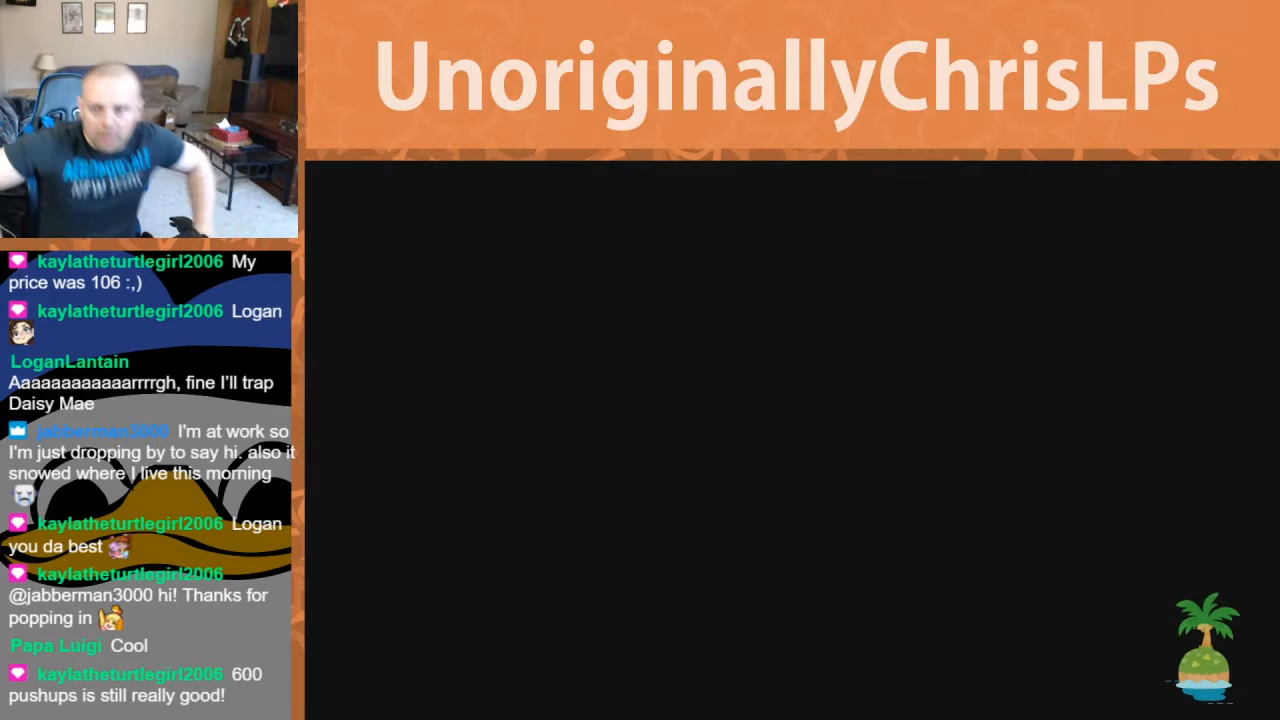 UnoriginallyChrisLPs
kaylatheturtlegirl2006 My
price was 106 :,)
kaylatheturtlegirl2006 Logan
LoganLantain
Aaaaaaaaaaaarrrrgh, fine I'll trap
Daisy Mae
jabberman3000 I'm at work so
I'm just dropping by to say hi. also it
snowed where I live this morning
kaylatheturtlegirl2006 Logan
you da best
kaylatheturtlegirl2006
@jabberman3000 hi! Thanks for
popping in
Papa Luigi Cool
kaylatheturtlegirl2006 600
pushups is still really good!